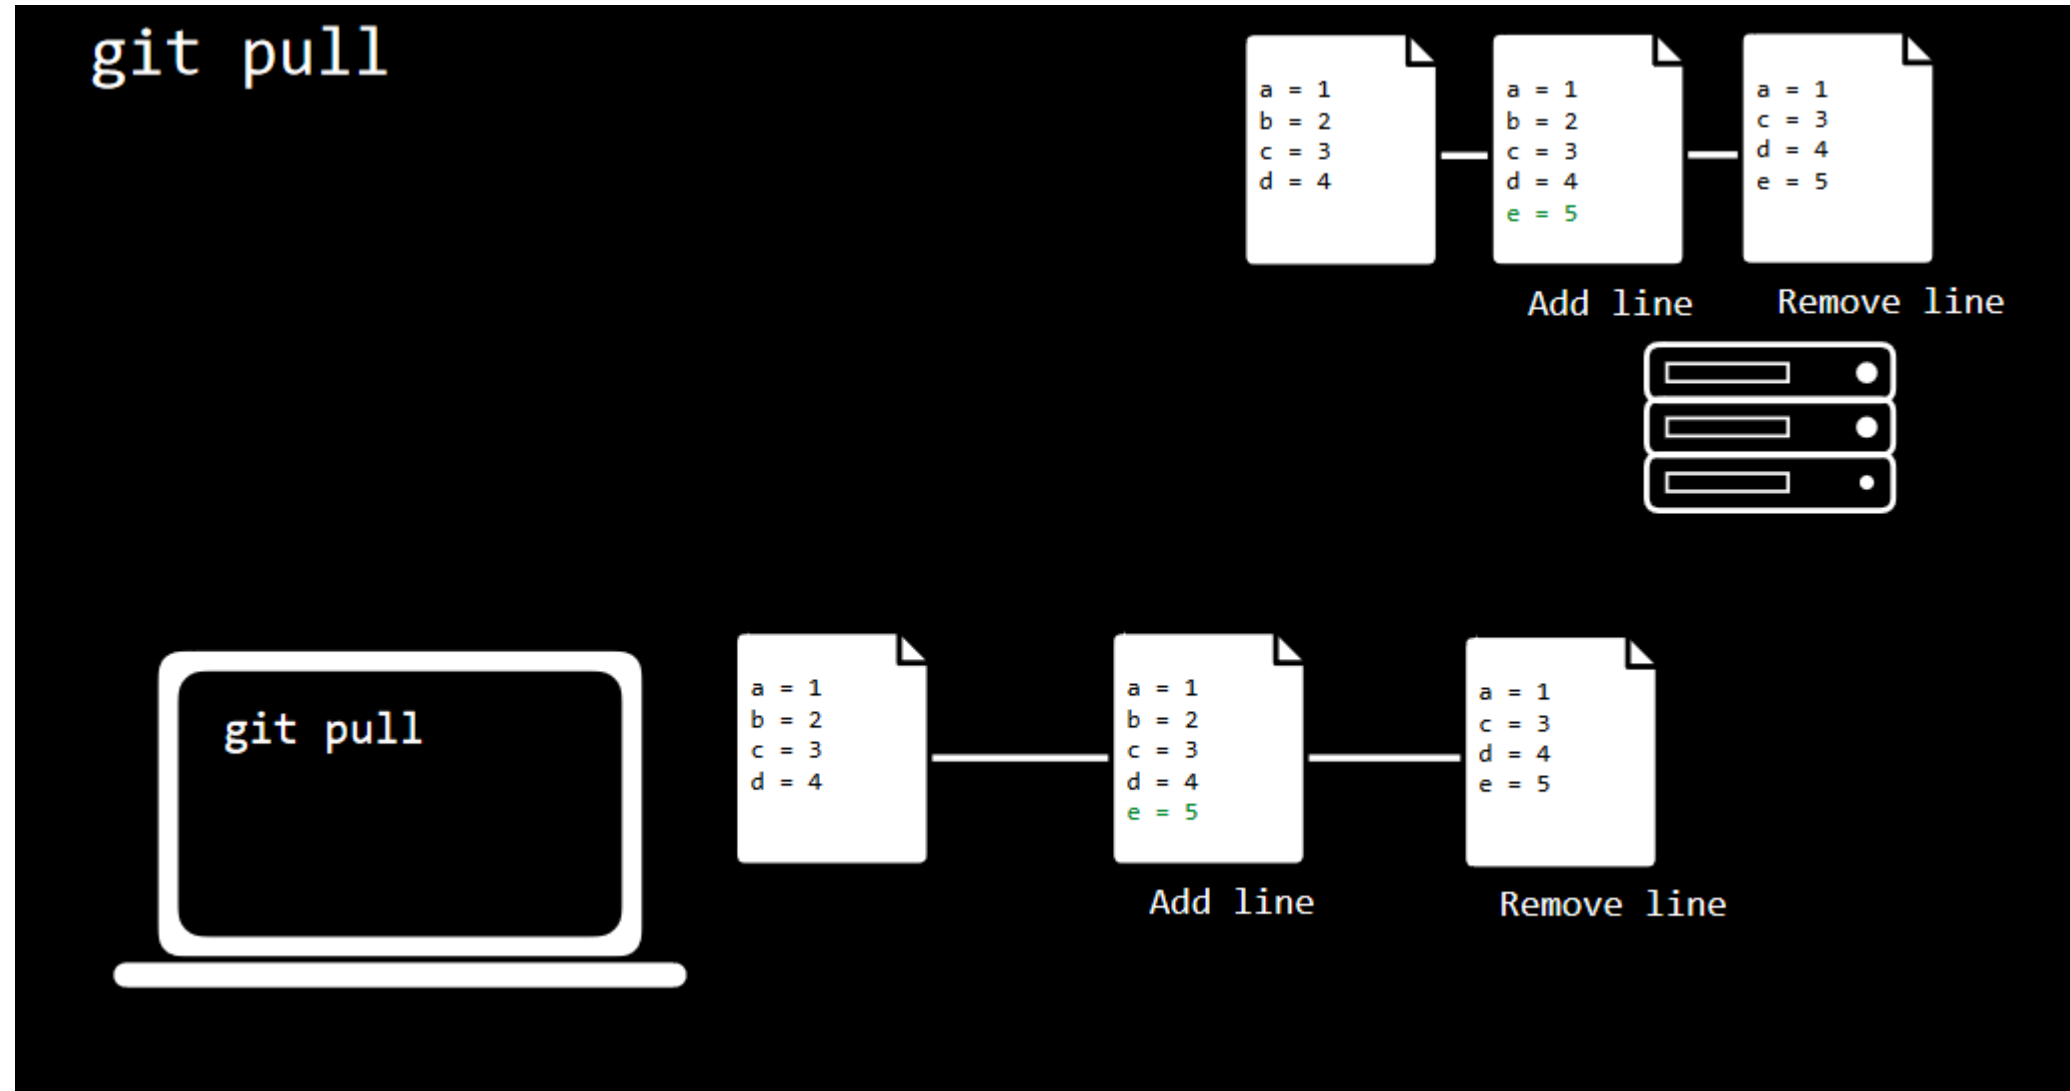 git pull
a = 1
b = 2
c = 3
d = 4
a = 1
b = 2
c = 3
d = 4
e = 5
Add line
a = 1
c = 3
d = 4
e = 5
Remove line
git pull
a = 1
b = 2
c = 3
d = 4
a = 1
b = 2
c = 3
d = 4
e = 5
Add line
a = 1
c = 3
d = 4
e = 5
Remove line